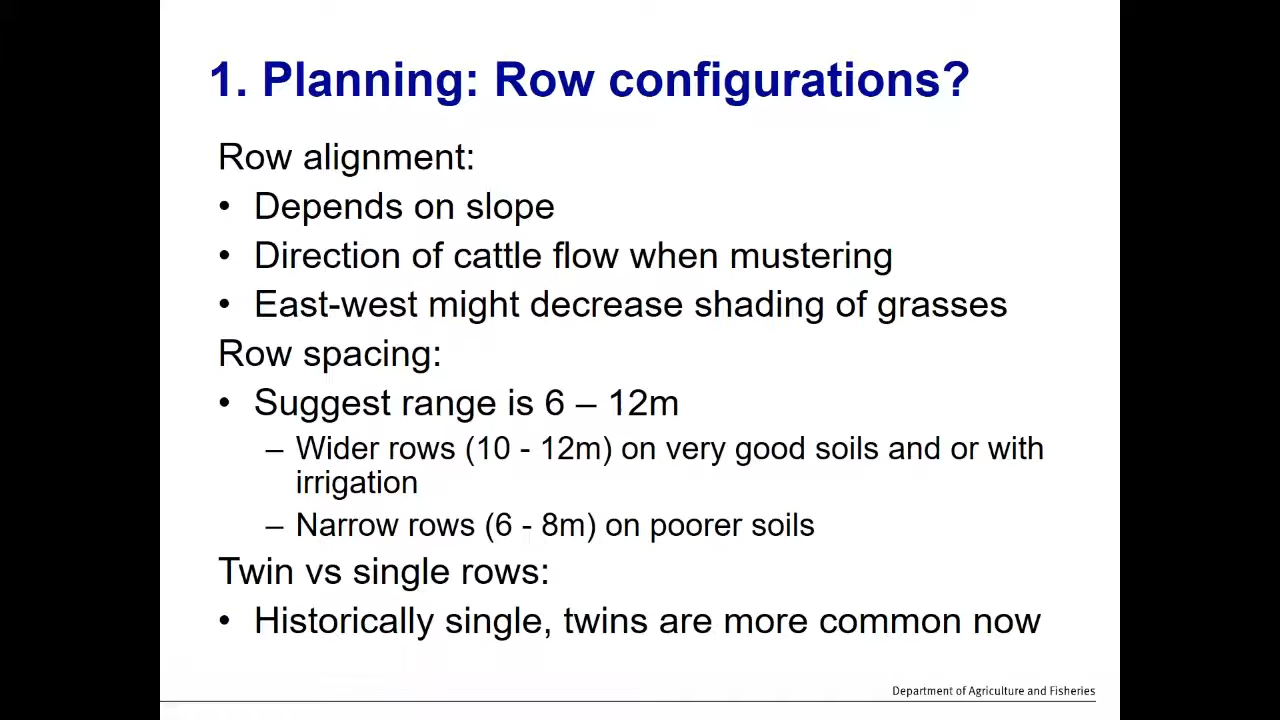 1. Planning: Row configurations?
Row alignment:
• Depends on slope
• Direction of cattle flow when mustering
• East-west might decrease shading of grasses
Row spacing:
• Suggest range is 6 – 12m
– Wider rows (10 - 12m) on very good soils and or with
irrigation
– Narrow rows (6 - 8m) on poorer soils
Twin vs single rows:
• Historically single, twins are more common now
Department of Agriculture and Fisheries